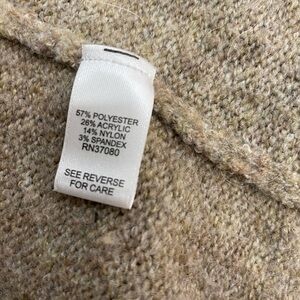 57% POLYESTER
26% ACRYLIC
14% NYLON
3% SPANDEX
RN37080
SEE REVERSE
FOR CARE